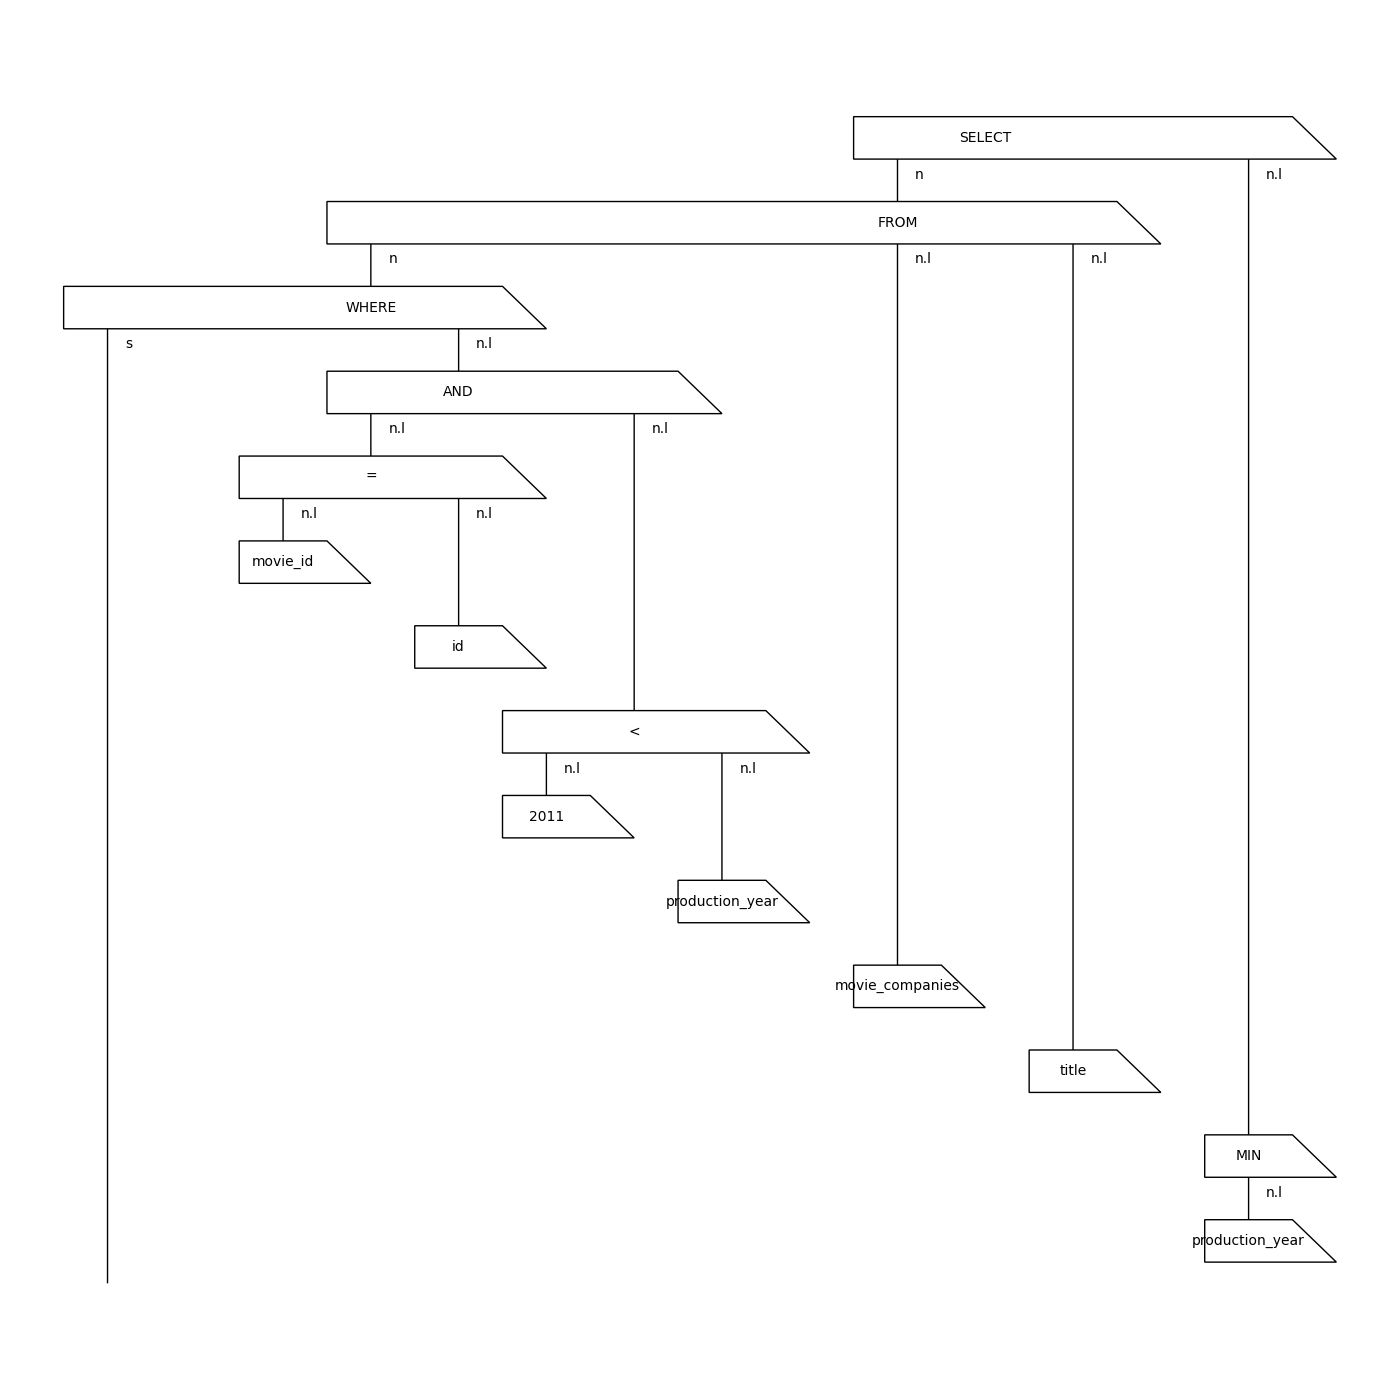 SELECT
n n.l
FROM
n n.l n.l
WHERE
s n.l
AND
n.l n.l
=
n.l n.l
movie_id
id
<
n.l n.l
2011
production_year
movie_companies
title
MIN
n.l
production_year